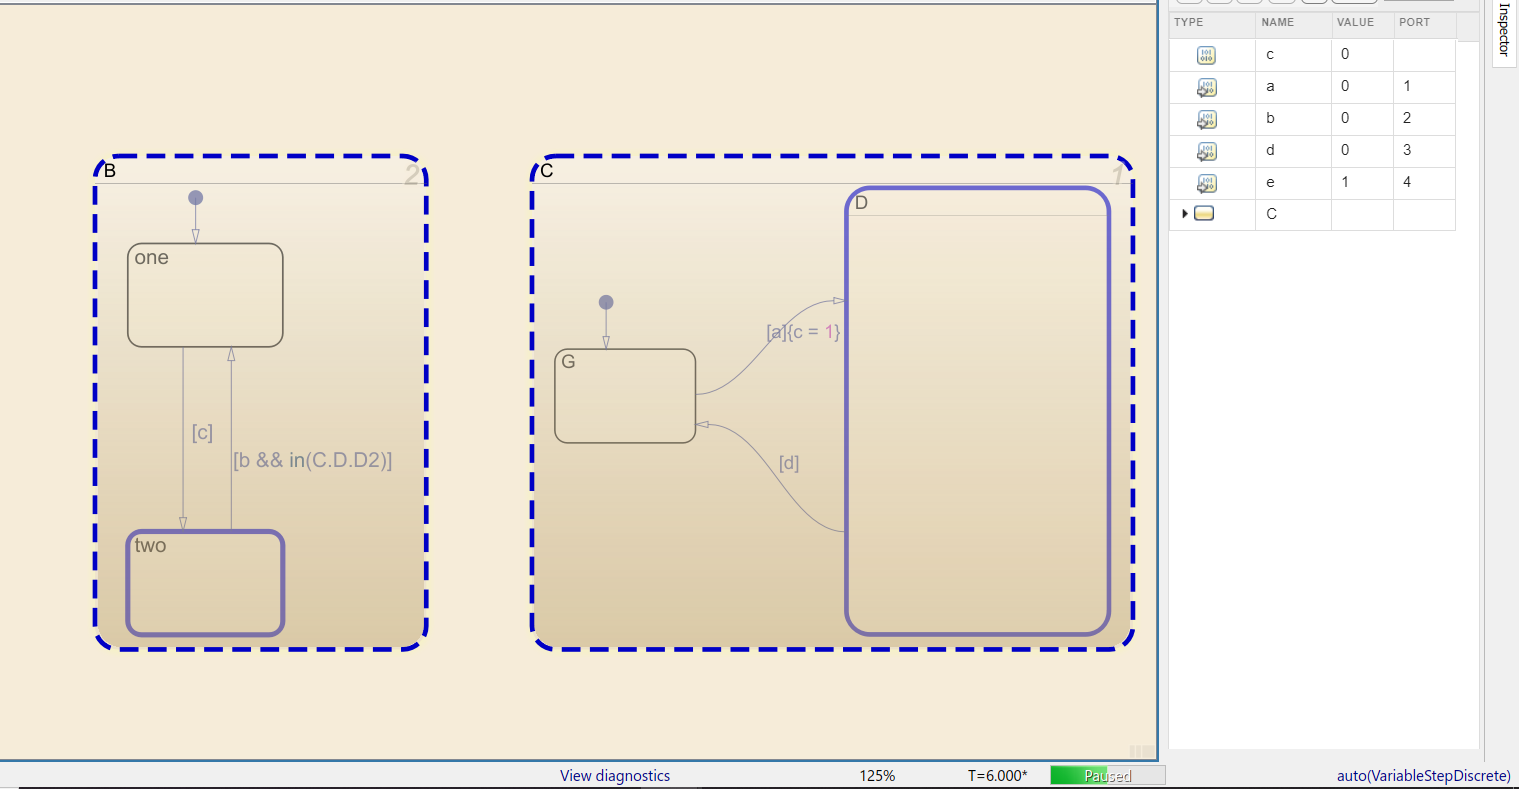 B
2
one
[c]
[b && in(C.D.D2)]
two
C
1
D
G
[a]{c = 1}
[d]
TYPE NAME VALUE PORT
c 0
a 0 1
b 0 2
d 0 3
e 1 4
C
Inspector
View diagnostics 125% T=6.000* Paused auto(VariableStepDiscrete)